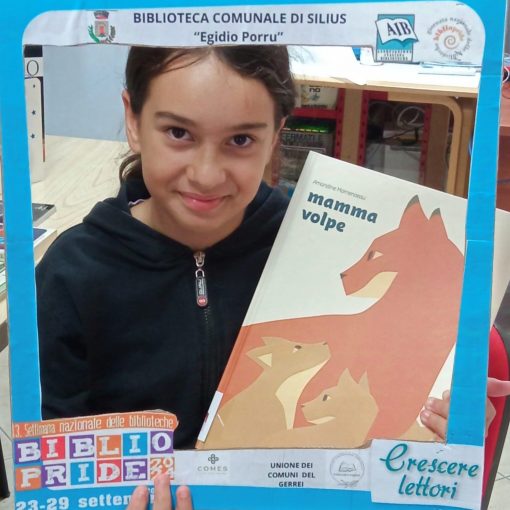 BIBLIOTECA COMUNALE DI SILIUS
"Egidio Porru"
AIB
Amandine Momenceau
mamma
volpe
13. Settimana nazionale delle biblioteche
BIBLIO
PRIDE
23-29 settem
COMES
UNIONE DEI
COMUNI DEL
GERREI
Crescere
lettori